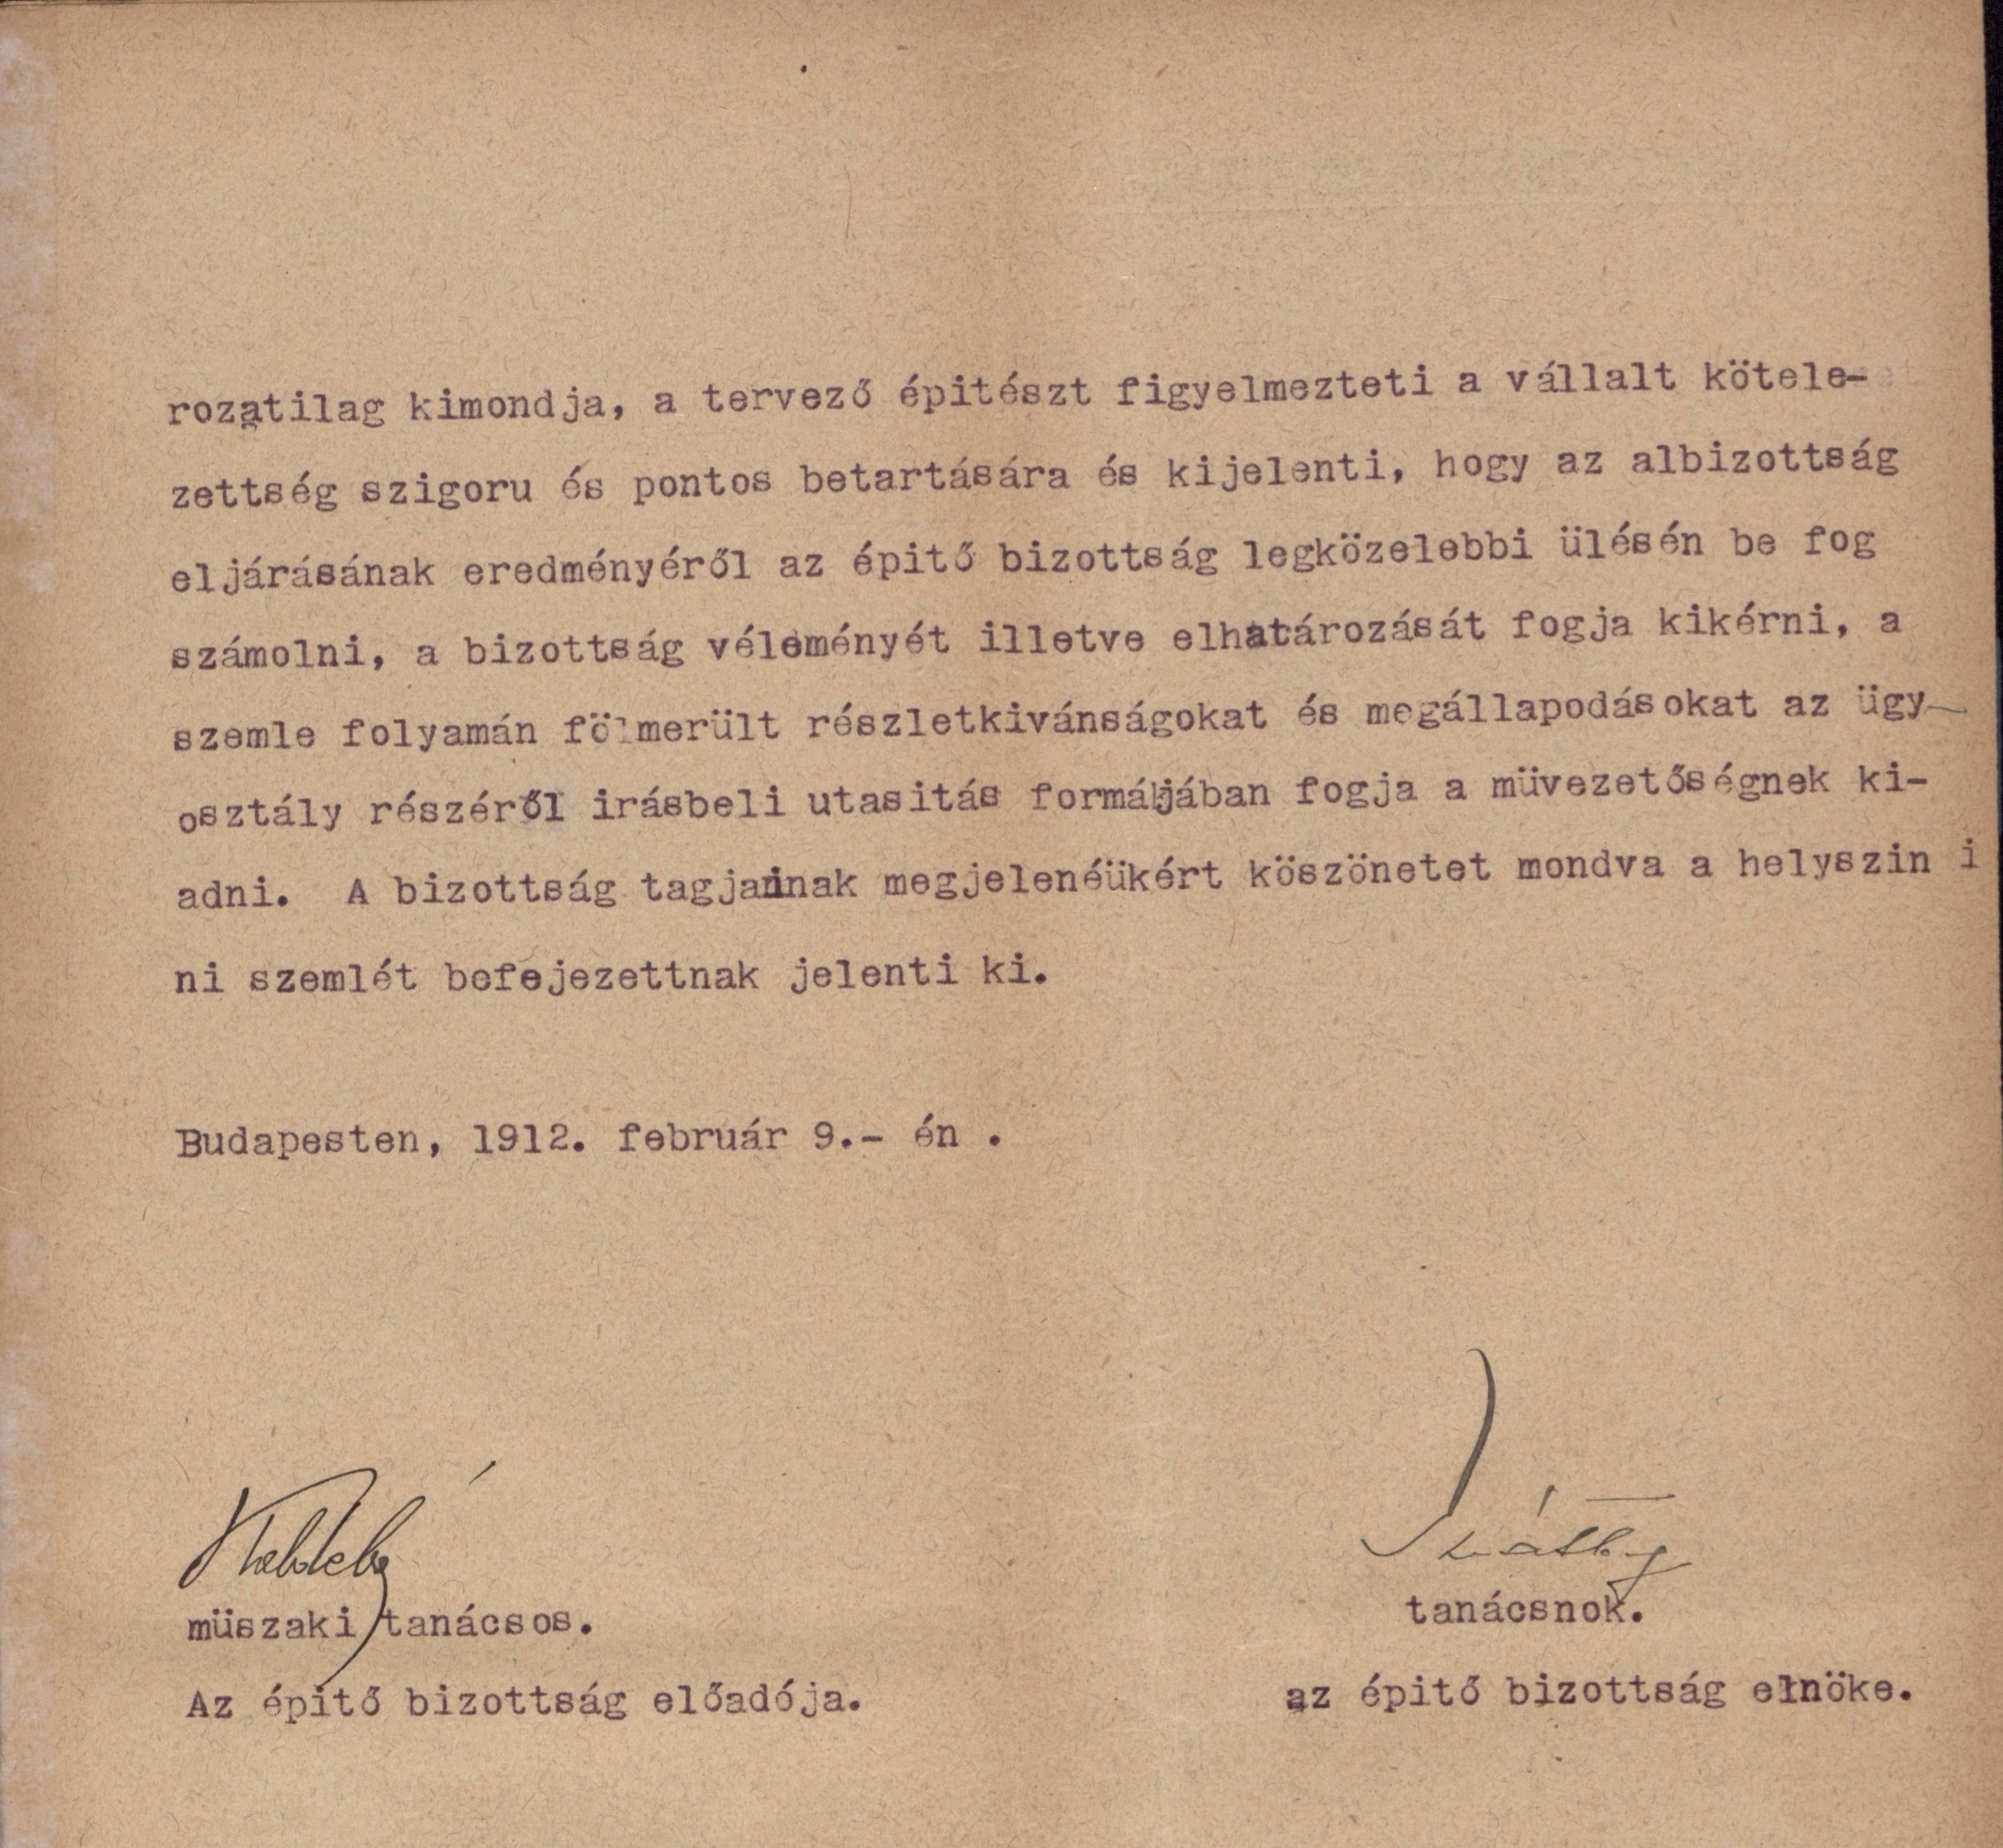 rozatilag kimondja, a tervező épitészt figyelmezteti a vállalt kötele-
zettség szigoru és pontos betartására és kijelenti, hogy az albizottság
eljárásának eredményéről az épitő bizottság legközelebbi ülésén be fog
számolni, a bizottság véleményét illetve elhatározását fogja kikérni, a
szemle folyamán fölmerült részletkivánságokat és megállapodásokat az ügy-
osztály részéről irásbeli utasitás formájában fogja a müvezetőségnek ki-
adni. A bizottság tagjainak megjelenéükért köszönetet mondva a helyszin i
ni szemlét befejezettnak jelenti ki.
Budapesten, 1912. február 9.- én .
müszaki tanácsos.
Az épitő bizottság előadója.
tanácsnok.
az épitő bizottság elnöke.